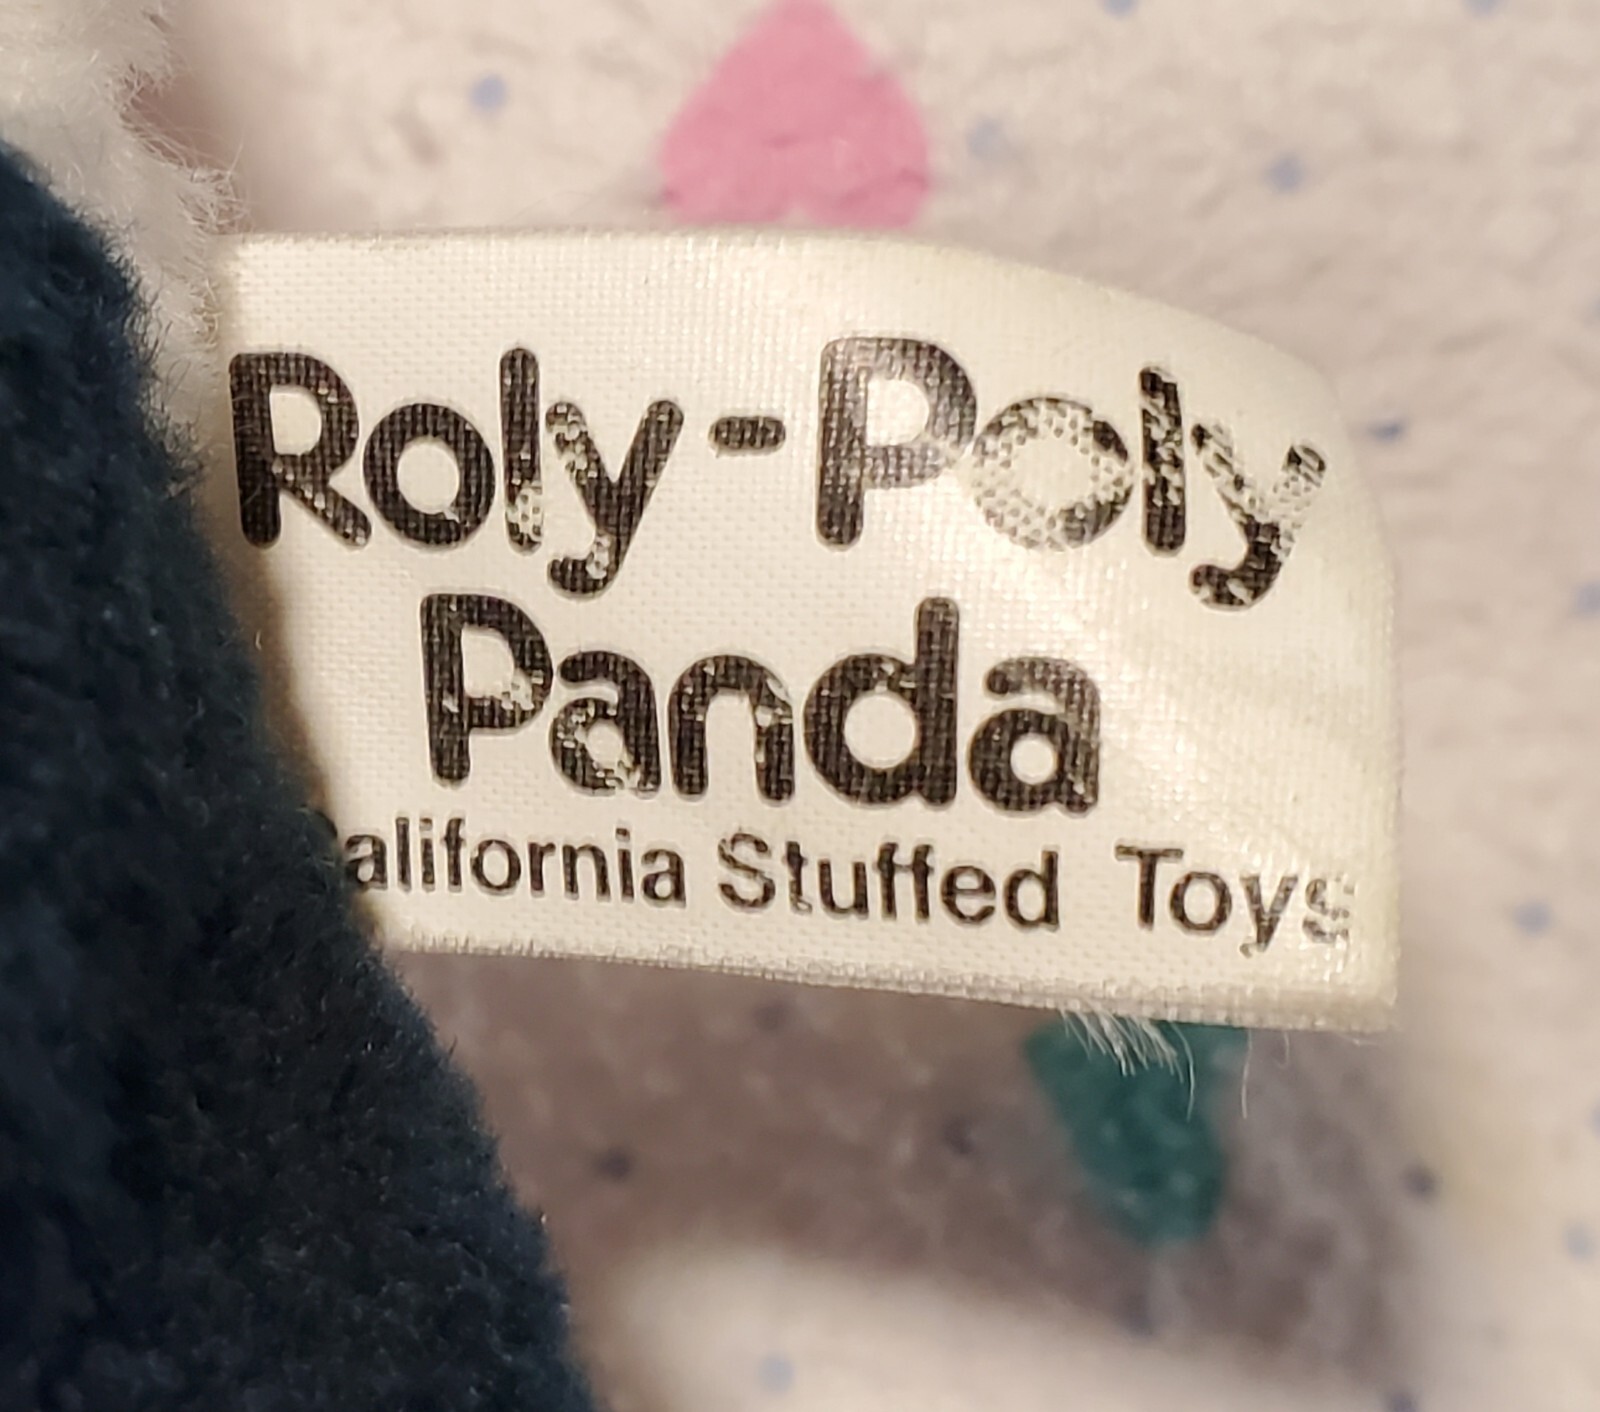 Roly-Poly
Panda
alifornia Stuffed Toys